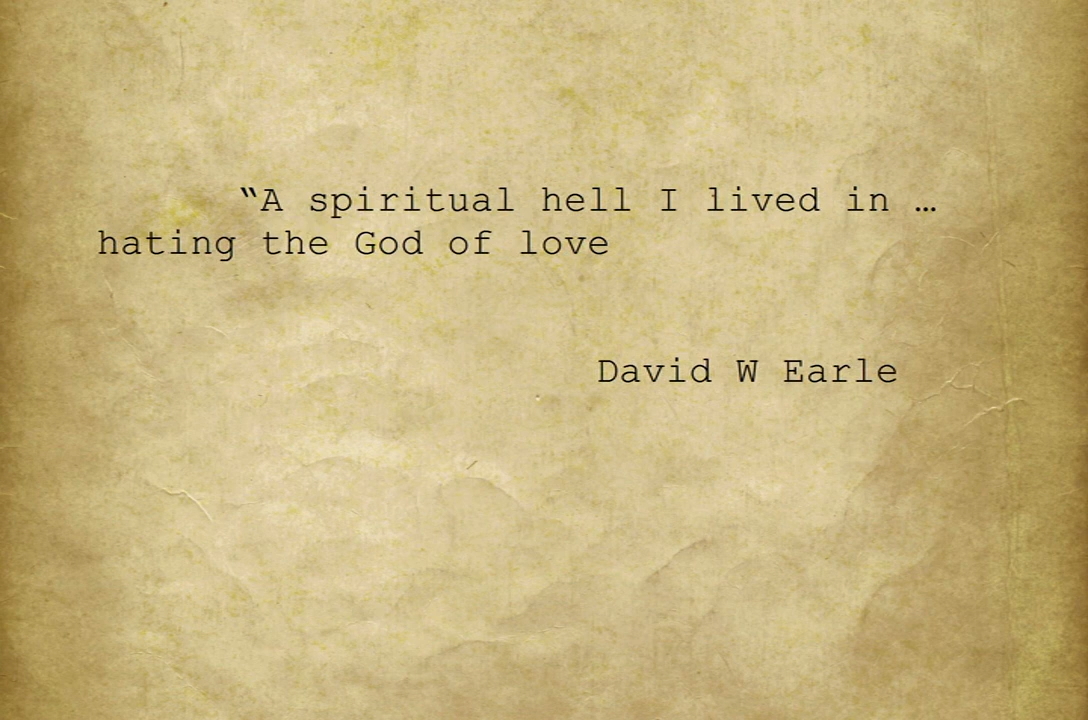 “A spiritual hell I lived in …
hating the God of love
David W Earle